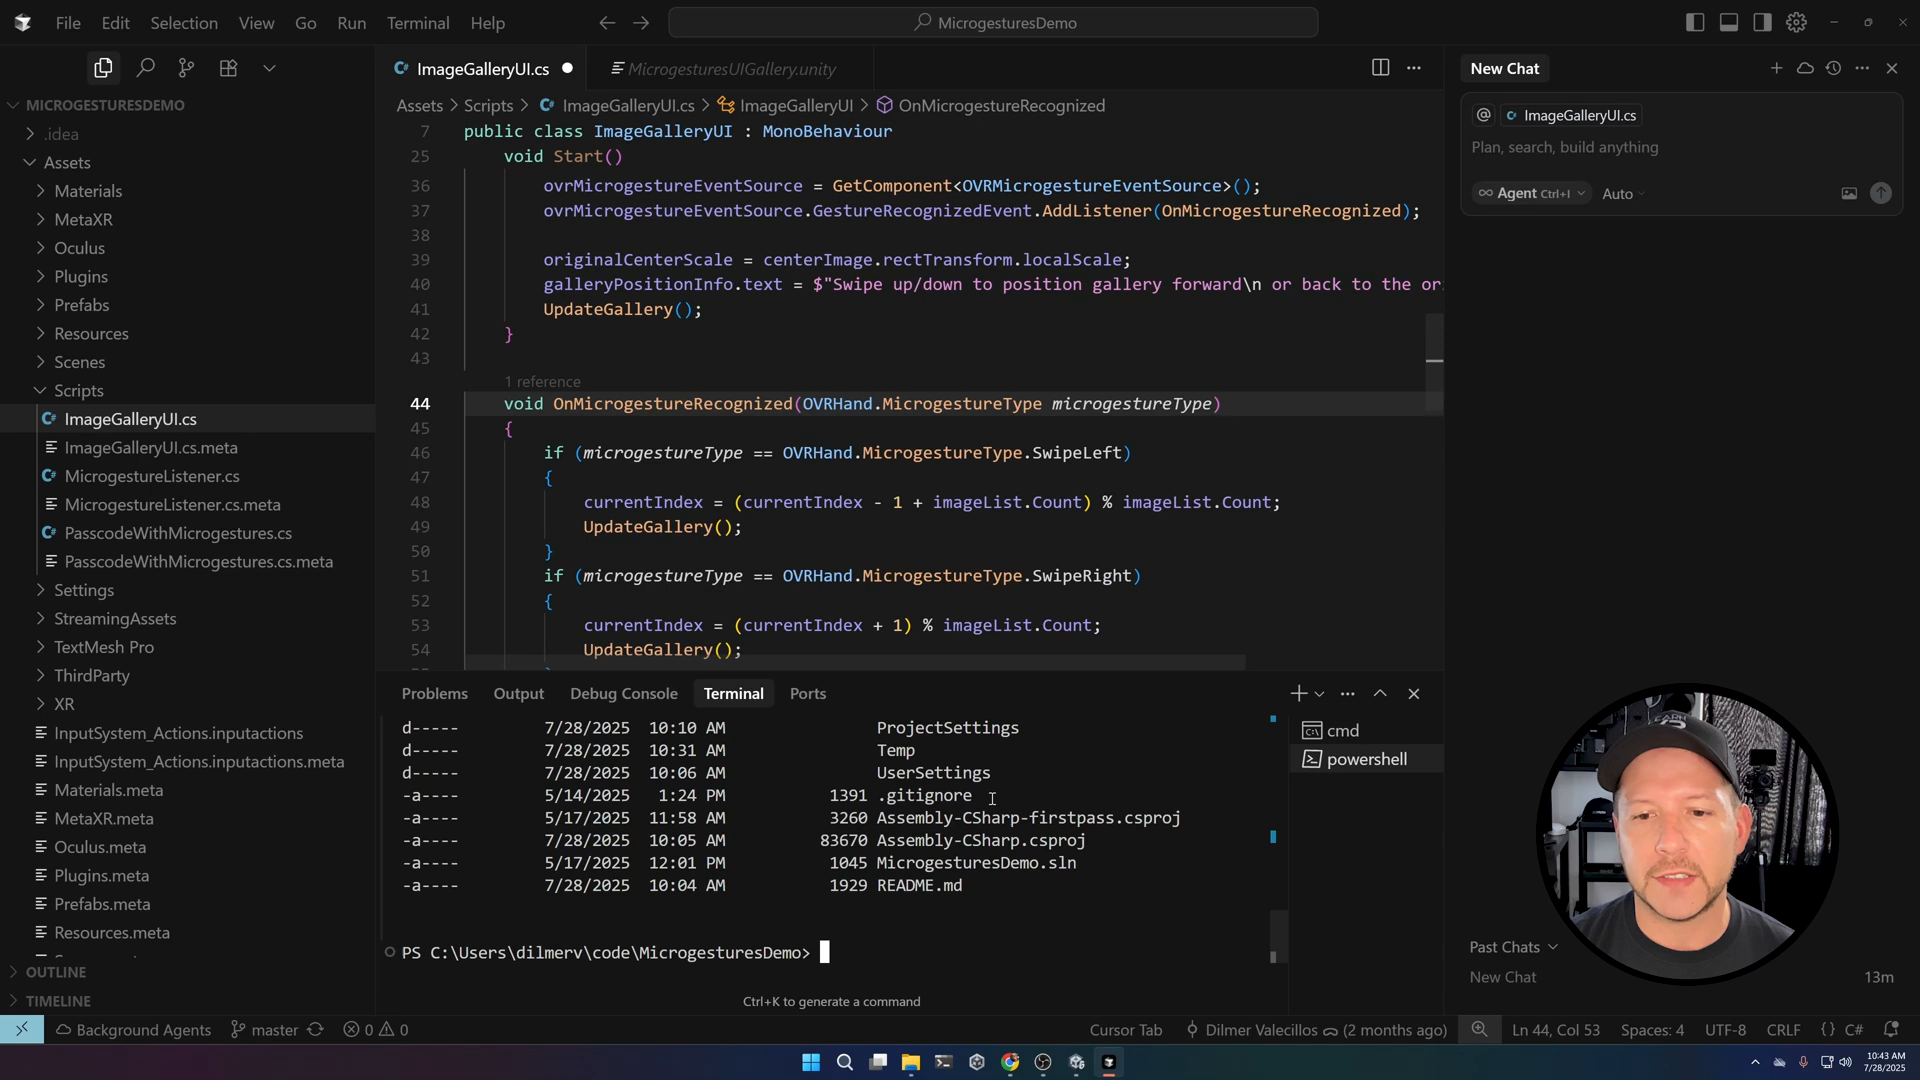 File Edit Selection View Go Run Terminal Help
MicrogesturesDemo
ImageGalleryUI.cs
MicrogesturesUIGallery.unity
New Chat
MICROGESTURESDEMO
.idea
Assets
Materials
MetaXR
Oculus
Plugins
Prefabs
Resources
Scenes
Scripts
ImageGalleryUI.cs
ImageGalleryUI.cs.meta
MicrogestureListener.cs
MicrogestureListener.cs.meta
PasscodeWithMicrogestures.cs
PasscodeWithMicrogestures.cs.meta
Settings
StreamingAssets
TextMesh Pro
ThirdParty
XR
InputSystem_Actions.inputactions
InputSystem_Actions.inputactions.meta
Materials.meta
MetaXR.meta
Oculus.meta
Plugins.meta
Prefabs.meta
Resources.meta
OUTLINE
TIMELINE
Assets > Scripts > ImageGalleryUI.cs > ImageGalleryUI > OnMicrogestureRecognized
7 public class ImageGalleryUI : MonoBehaviour
25 void Start()
36 ovrMicrogestureEventSource = GetComponent<OVRMicrogestureEventSource>();
37 ovrMicrogestureEventSource.GestureRecognizedEvent.AddListener(OnMicrogestureRecognized);
38
39 originalCenterScale = centerImage.rectTransform.localScale;
40 galleryPositionInfo.text = $"Swipe up/down to position gallery forward\n or back to the or
41 UpdateGallery();
42 }
43
1 reference
44 void OnMicrogestureRecognized(OVRHand.MicrogestureType microgestureType)
45 {
46 if (microgestureType == OVRHand.MicrogestureType.SwipeLeft)
47 {
48 currentIndex = (currentIndex - 1 + imageList.Count) % imageList.Count;
49 UpdateGallery();
50 }
51 if (microgestureType == OVRHand.MicrogestureType.SwipeRight)
52 {
53 currentIndex = (currentIndex + 1) % imageList.Count;
54 UpdateGallery();
Problems Output Debug Console Terminal Ports
d----- 7/28/2025 10:10 AM ProjectSettings
d----- 7/28/2025 10:31 AM Temp
d----- 7/28/2025 10:06 AM UserSettings
-a---- 5/14/2025 1:24 PM 1391 .gitignore
-a---- 5/17/2025 11:58 AM 3260 Assembly-CSharp-firstpass.csproj
-a---- 7/28/2025 10:05 AM 83670 Assembly-CSharp.csproj
-a---- 5/17/2025 12:01 PM 1045 MicrogesturesDemo.sln
-a---- 7/28/2025 10:04 AM 1929 README.md
PS C:\Users\dilmerv\code\MicrogesturesDemo>
Ctrl+K to generate a command
cmd
powershell
@ ImageGalleryUI.cs
Plan, search, build anything
∞ Agent Ctrl+I Auto
Past Chats
New Chat 13m
Background Agents master 0 0
Cursor Tab Dilmer Valecillos (2 months ago) Ln 44, Col 53 Spaces: 4 UTF-8 CRLF {} C#
10:43 AM
7/28/2025